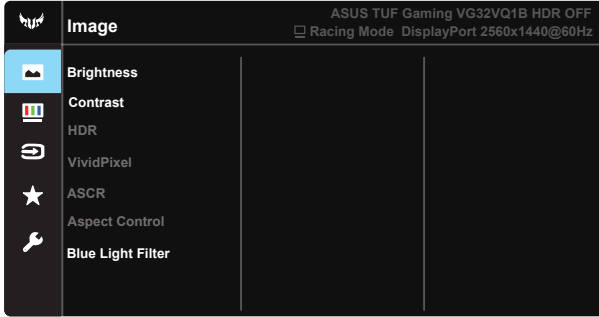 Image
ASUS TUF Gaming VG32VQ1B HDR OFF
Racing Mode DisplayPort 2560x1440@60Hz
Brightness
Contrast
HDR
VividPixel
ASCR
Aspect Control
Blue Light Filter